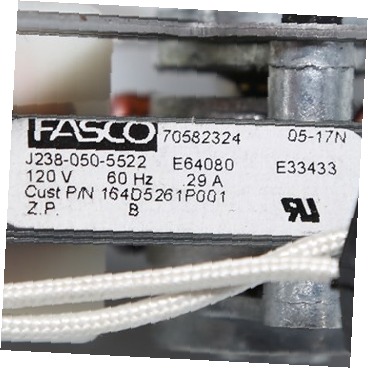 FASCO 70582324 05-17N
J238-050-5522 E64080 E33433
120 V 60 Hz .29 A
Cust P/N 164D5261P001
Z.P. B